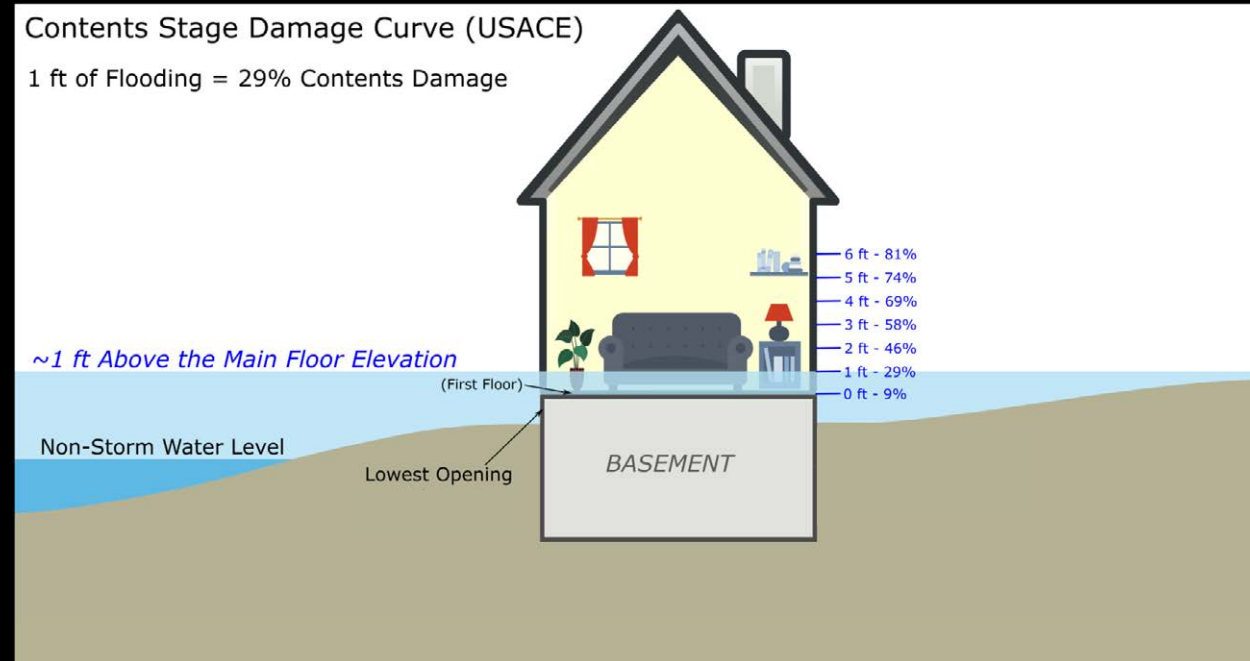 Contents Stage Damage Curve (USACE)
1 ft of Flooding = 29% Contents Damage
6 ft - 81%
5 ft - 74%
4 ft - 69%
3 ft - 58%
2 ft - 46%
~1 ft Above the Main Floor Elevation
1 ft - 29%
(First Floor)
0 ft - 9%
Non-Storm Water Level
Lowest Opening
BASEMENT